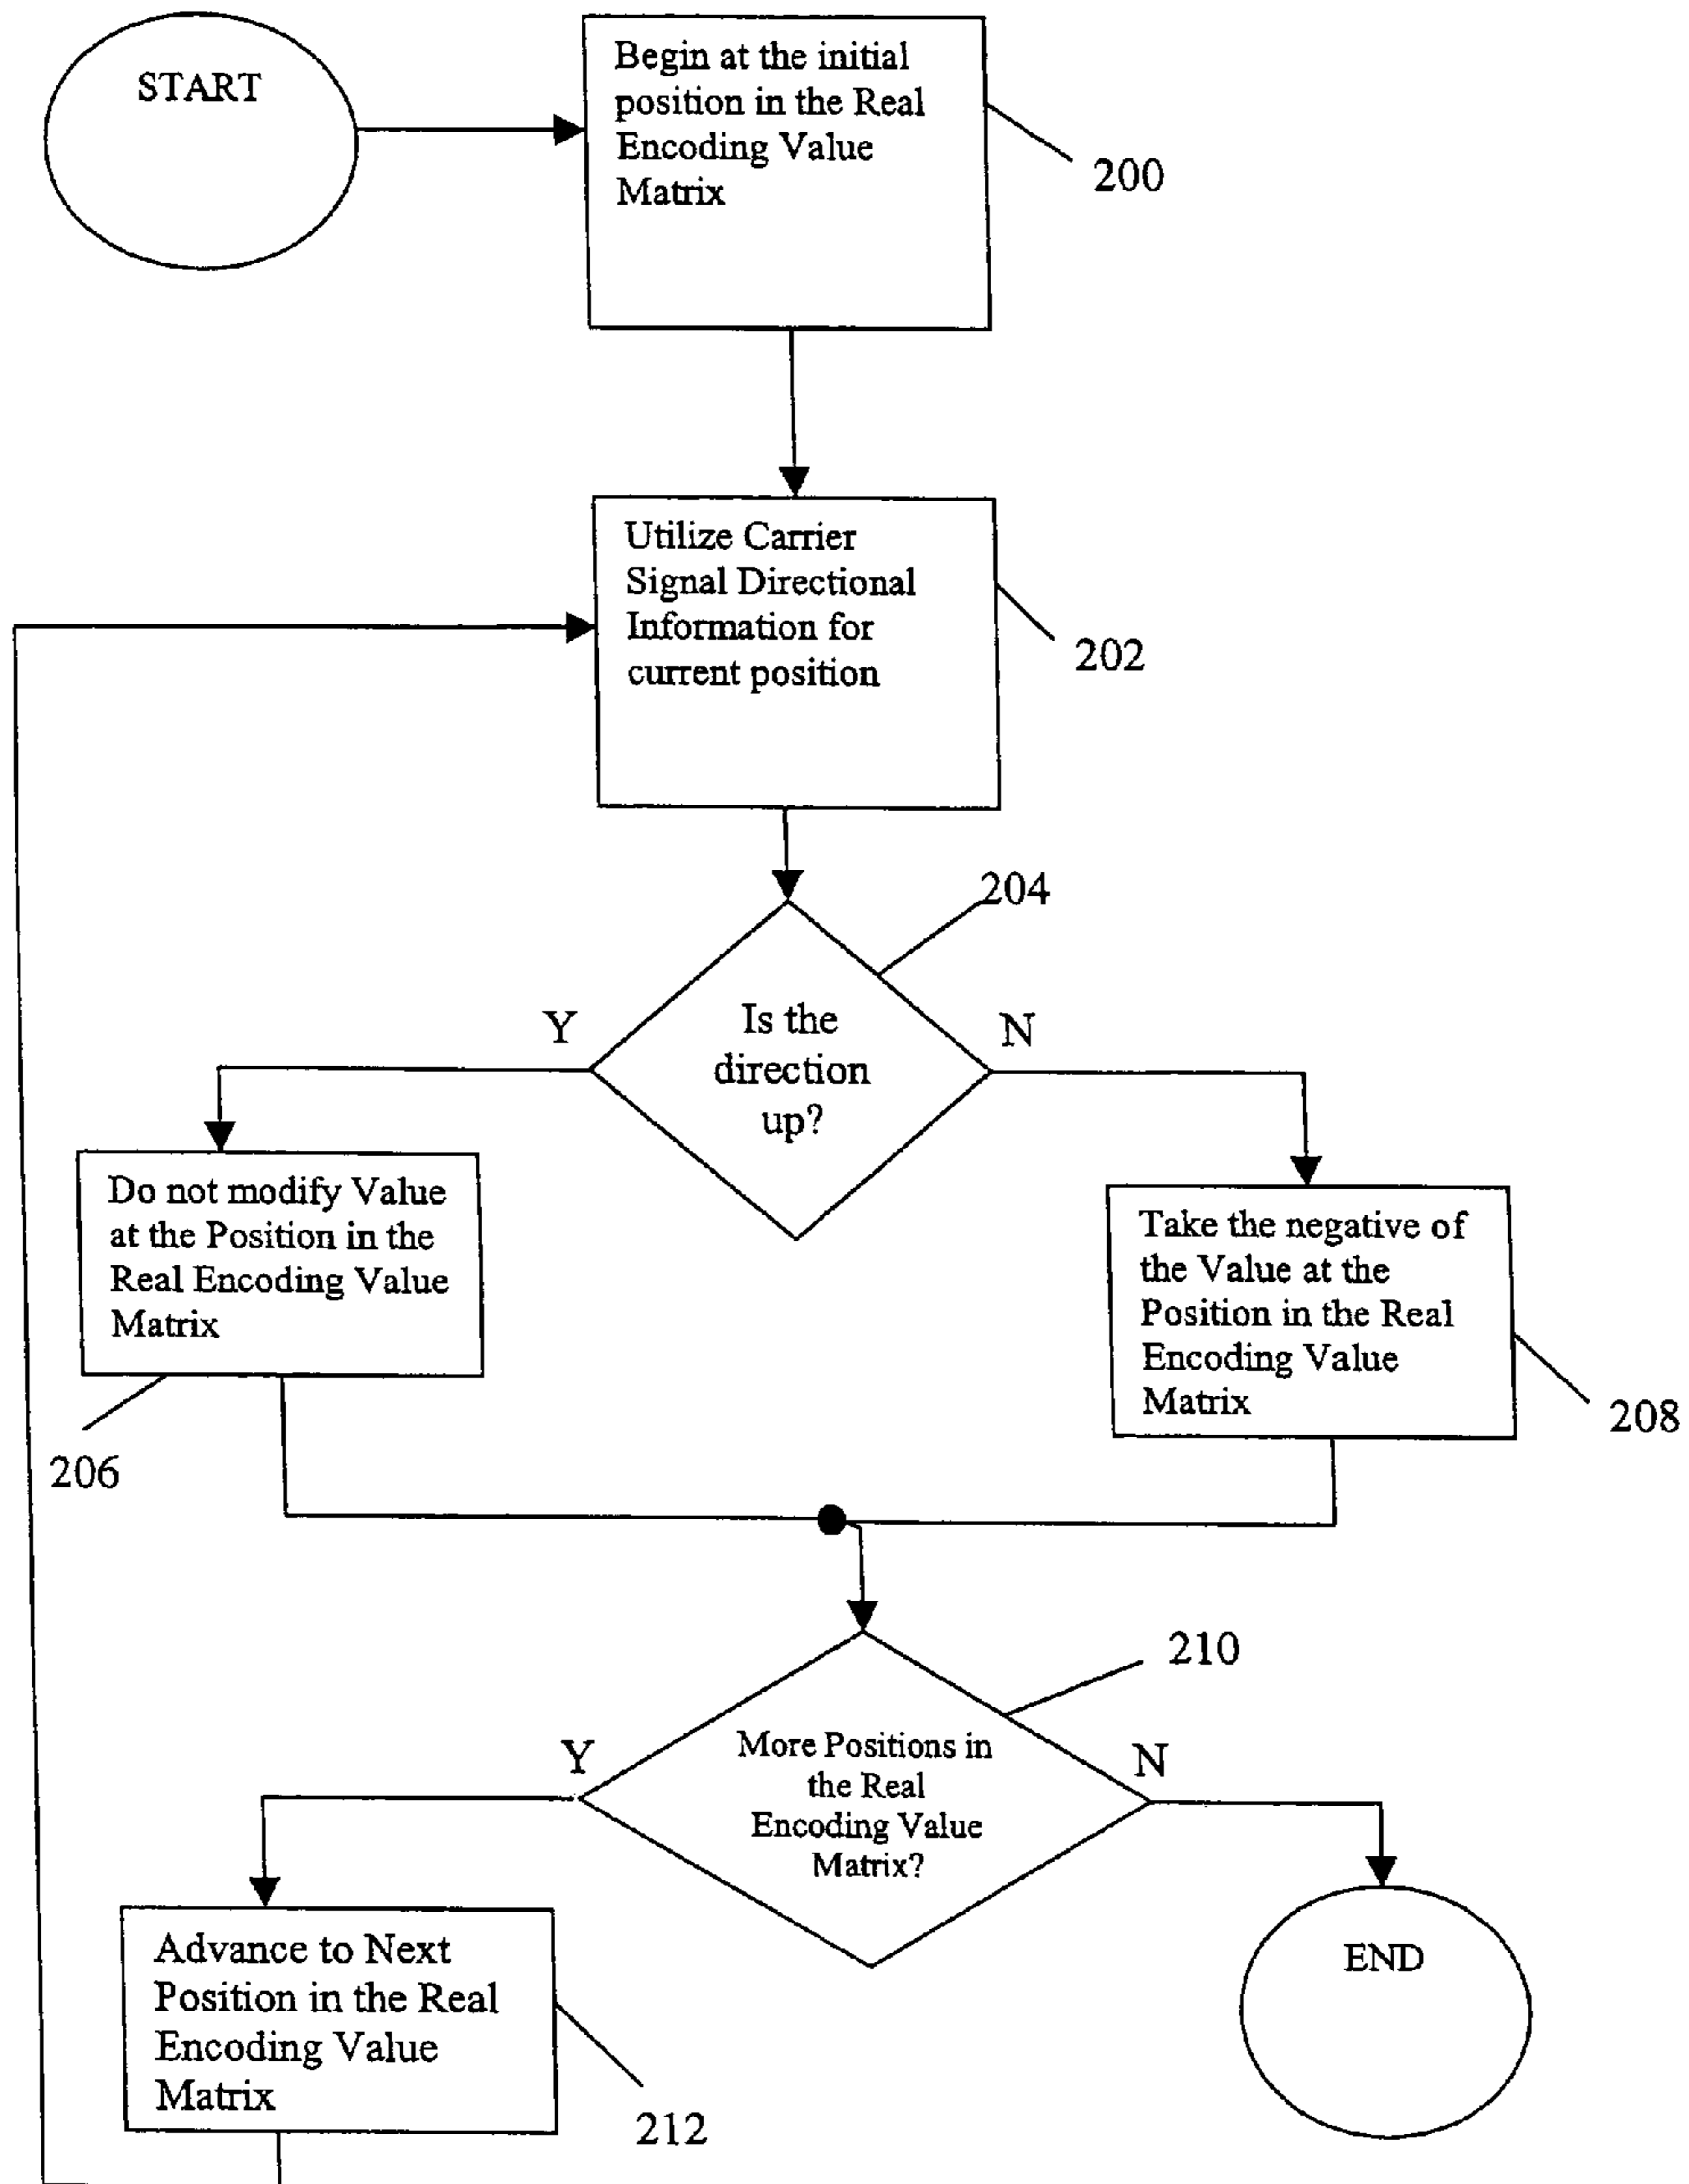 START
Begin at the initial
position in the Real
Encoding Value
Matrix
200
Utilize Carrier
Signal Directional
Information for
current position
202
204
Y
Is the
direction
up?
N
Do not modify Value
at the Position in the
Real Encoding Value
Matrix
206
Take the negative of
the Value at the
Position in the Real
Encoding Value
Matrix
208
210
Y
More Positions in
the Real
Encoding Value
Matrix?
N
Advance to Next
Position in the Real
Encoding Value
Matrix
212
END